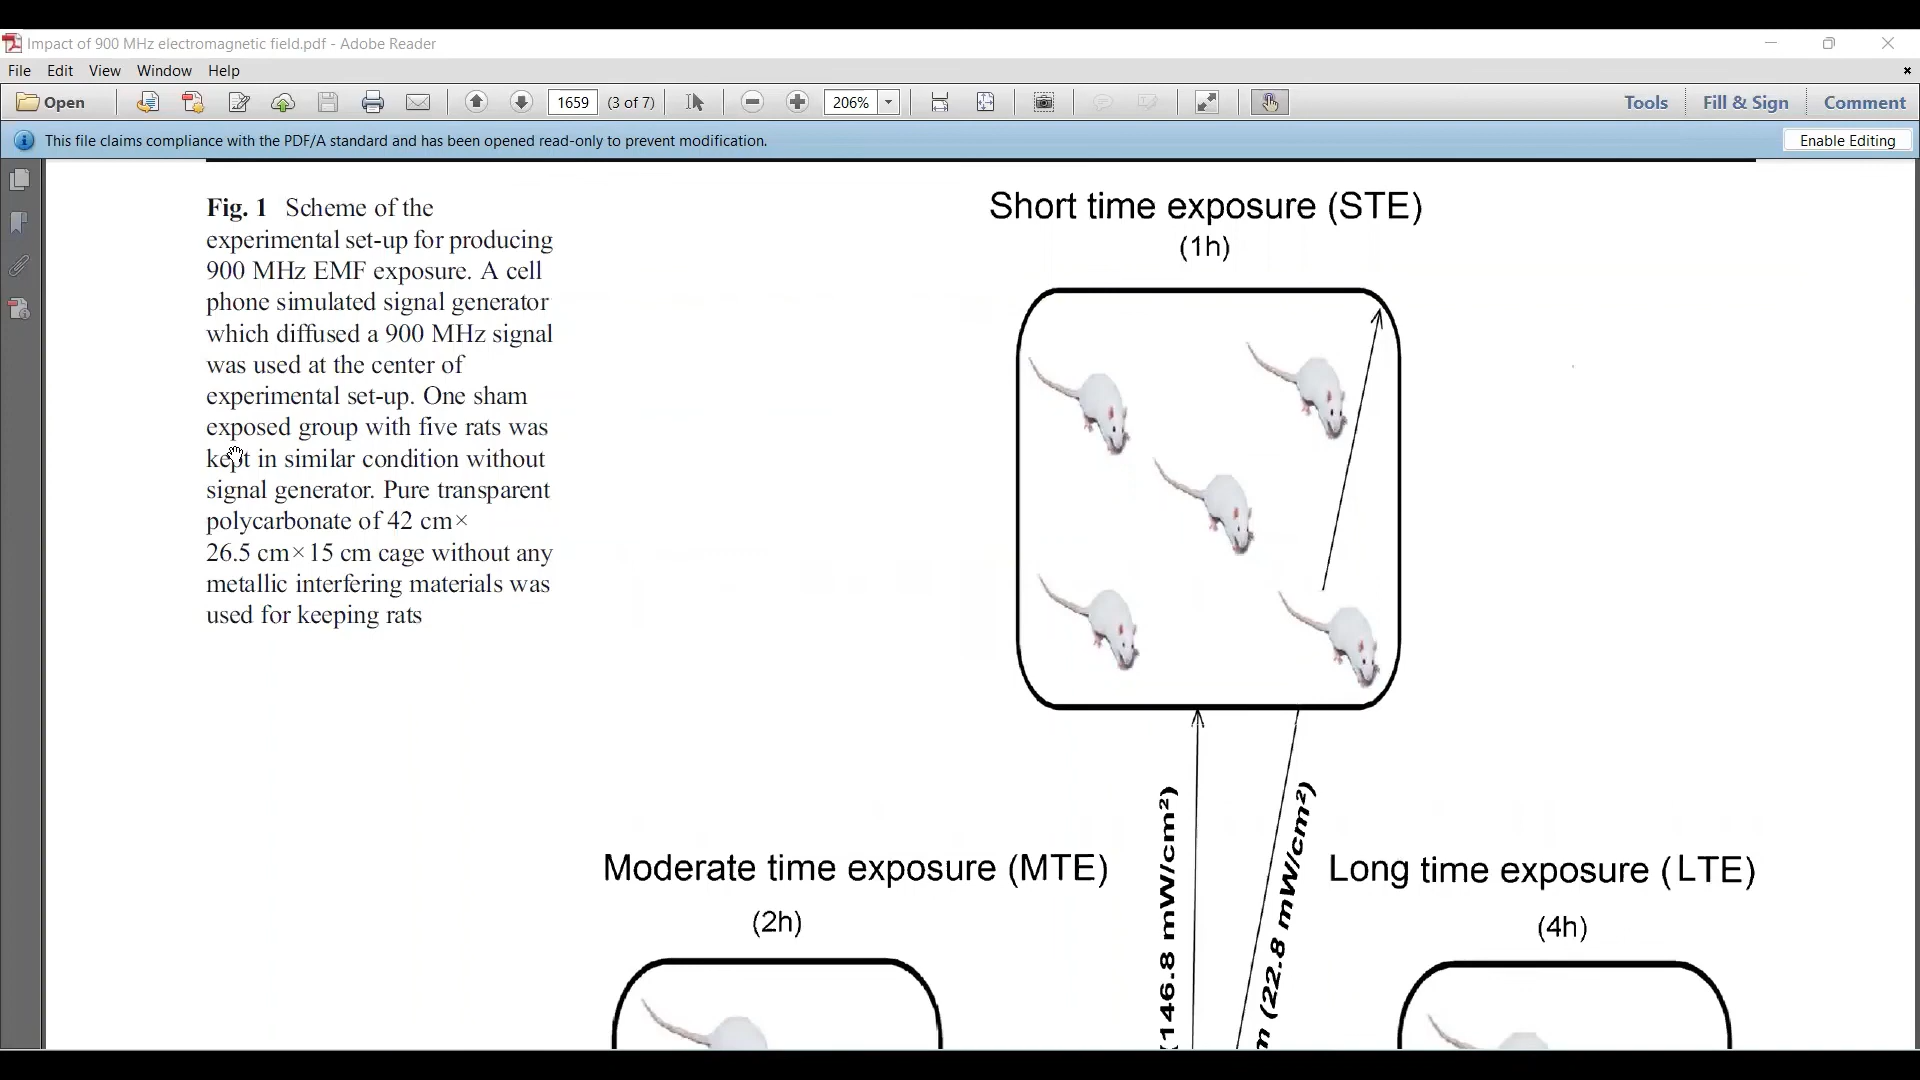 Impact of 900 MHz electromagnetic field.pdf - Adobe Reader
File Edit View Window Help
Open 1659 (3 of 7) 206% Tools Fill & Sign Comment
This file claims compliance with the PDF/A standard and has been opened read-only to prevent modification. Enable Editing
Fig. 1 Scheme of the
experimental set-up for producing
900 MHz EMF exposure. A cell
phone simulated signal generator
which diffused a 900 MHz signal
was used at the center of
experimental set-up. One sham
exposed group with five rats was
kept in similar condition without
signal generator. Pure transparent
polycarbonate of 42 cm×
26.5 cm×15 cm cage without any
metallic interfering materials was
used for keeping rats
Short time exposure (STE)
(1h)
(146.8 mW/cm²)
m (22.8 mW/cm²)
Moderate time exposure (MTE)
(2h)
Long time exposure (LTE)
(4h)